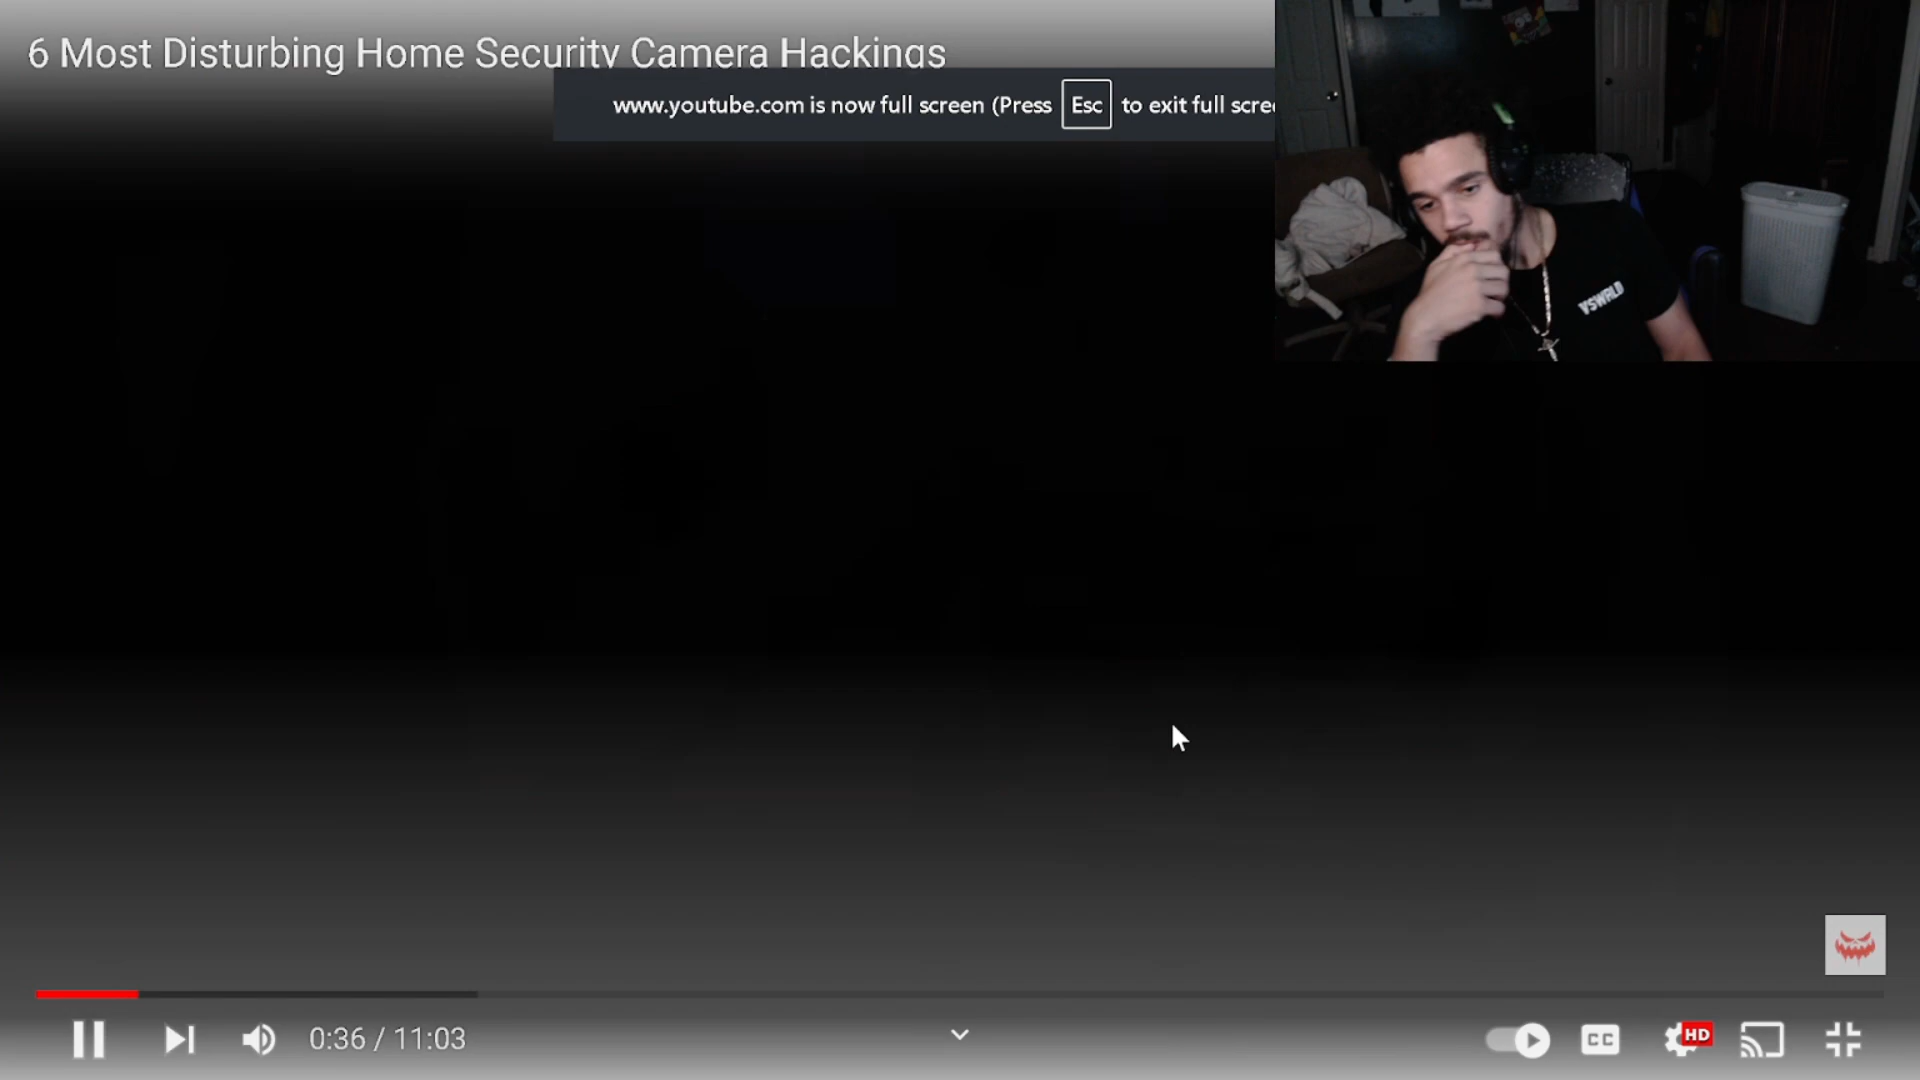 6 Most Disturbing Home Security Camera Hackings
www.youtube.com is now full screen (Press Esc to exit full scre
VSWRLD
0:36 / 11:03
CC
HD